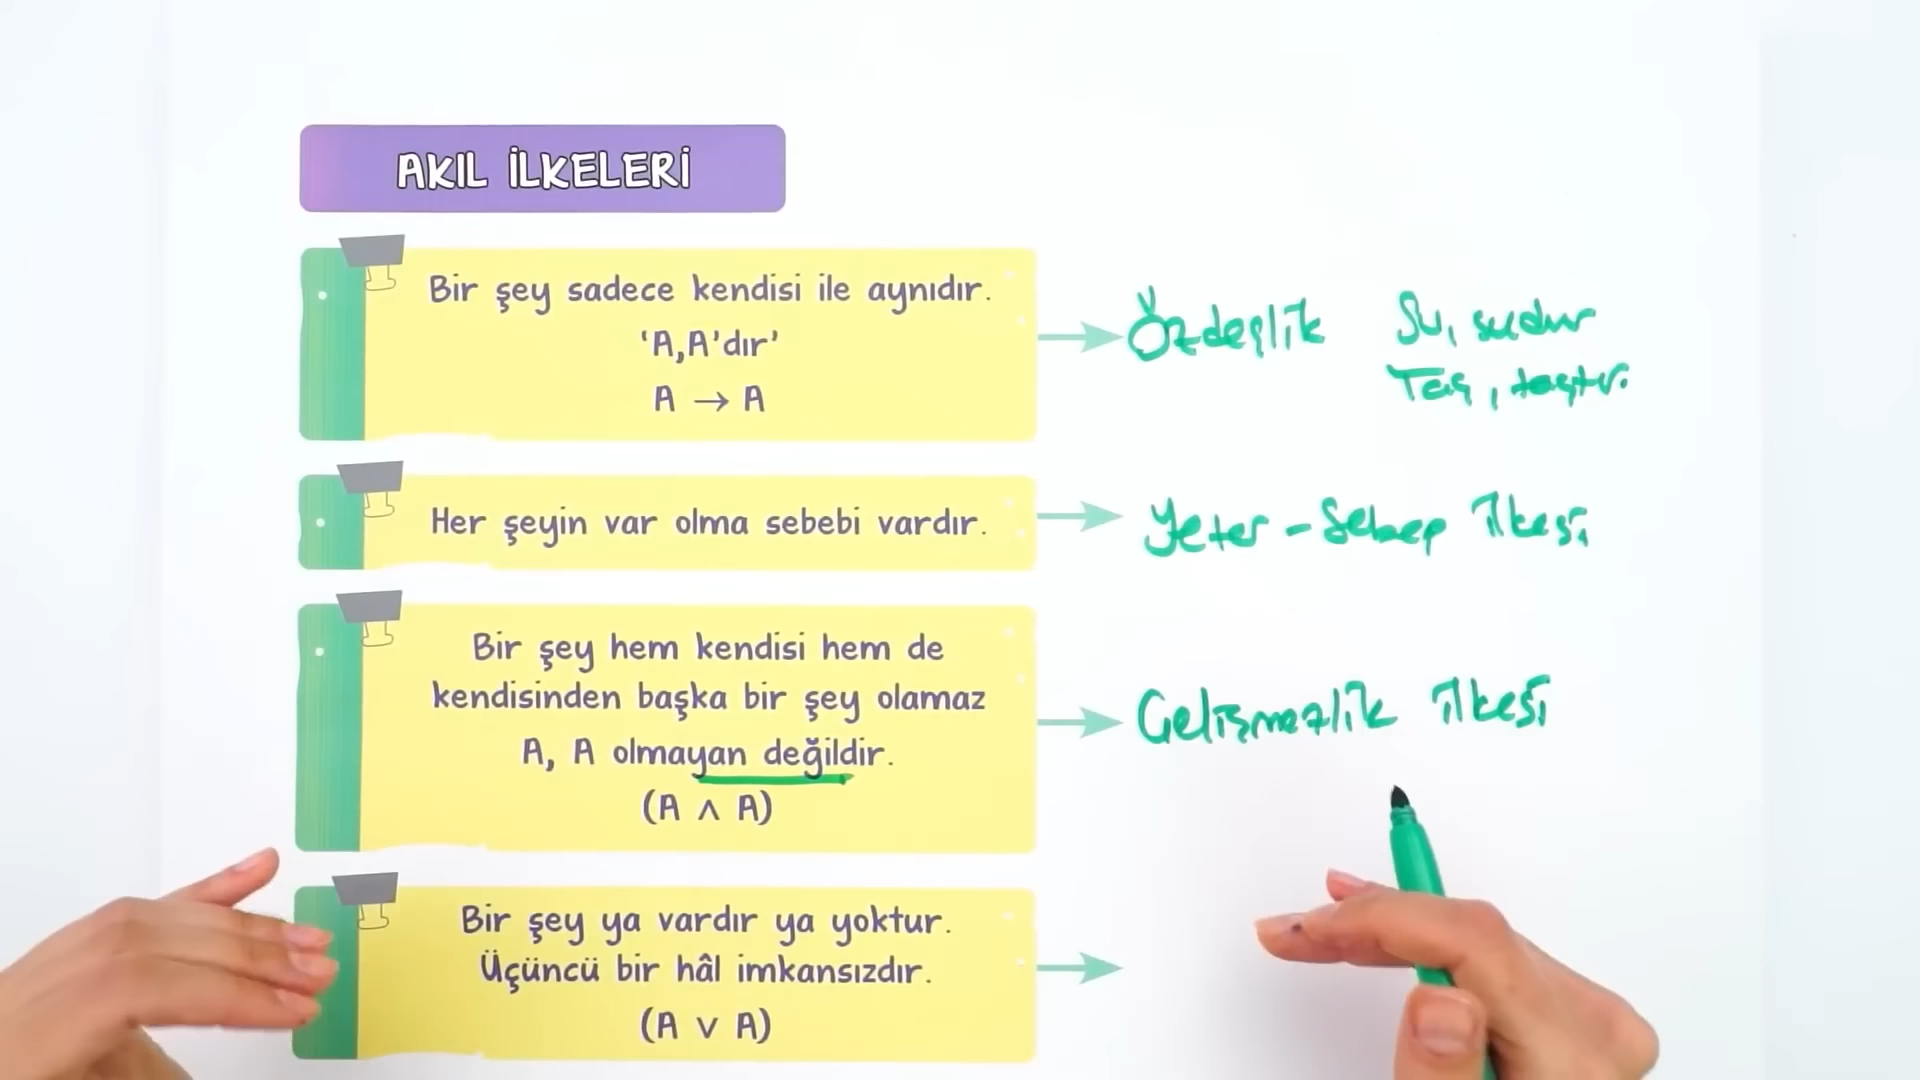 AKIL İLKELERİ
Bir şey sadece kendisi ile aynıdır.
‘A,A’dır’
A → A
Özdeşlik
Su, sudur
Taş, taştır.
Her şeyin var olma sebebi vardır.
Yeter - Sebep İlkesi
Bir şey hem kendisi hem de
kendisinden başka bir şey olamaz
A, A olmayan değildir.
(A ∧ A)
Çelişmezlik ilkesi
Bir şey ya vardır ya yoktur.
Üçüncü bir hâl imkansızdır.
(A ∨ A)